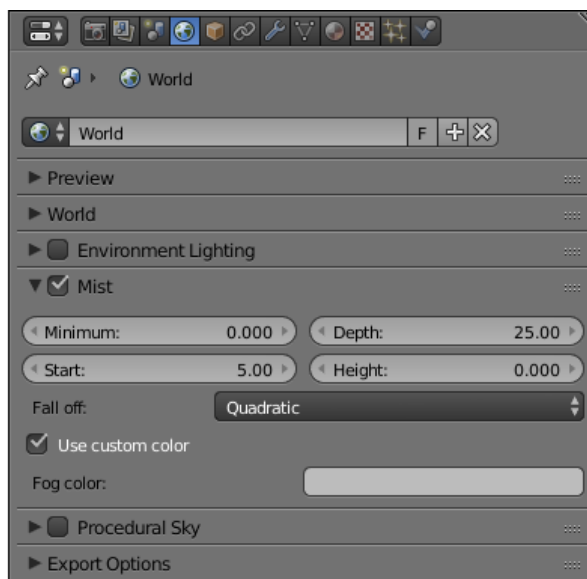 World
World F
Preview
World
Environment Lighting
Mist
Minimum: 0.000 Depth: 25.00
Start: 5.00 Height: 0.000
Fall off: Quadratic
Use custom color
Fog color:
Procedural Sky
Export Options